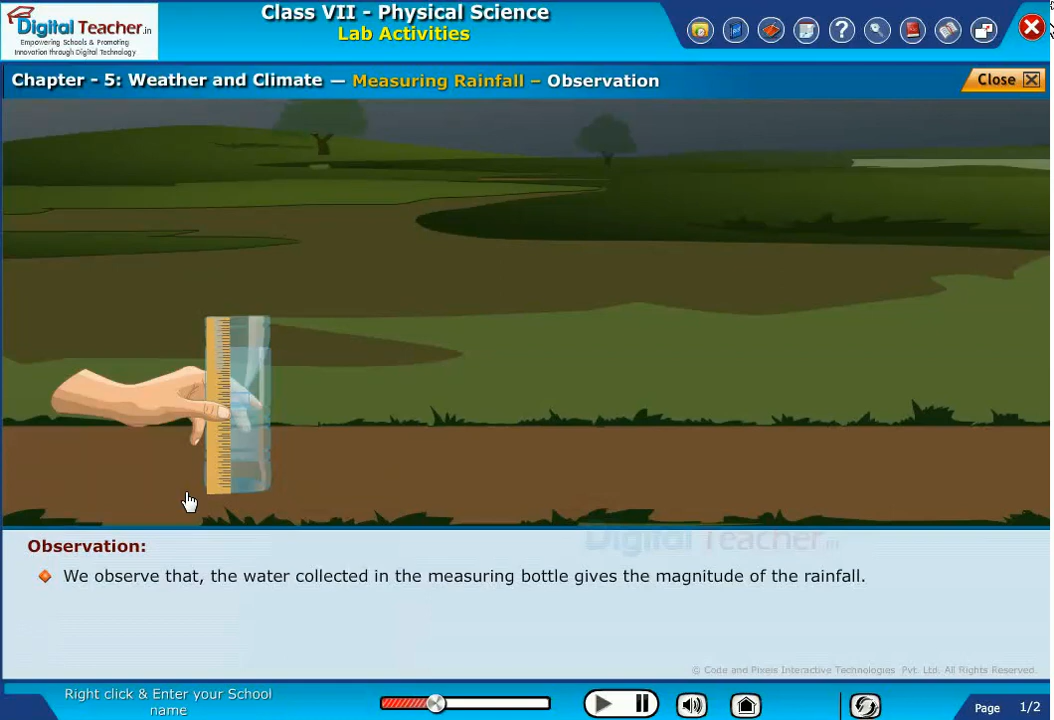 Digital Teacher.in
Empowering Schools & Promoting
Innovation through Digital Technology
Class VII - Physical Science
Lab Activities
Chapter - 5: Weather and Climate — Measuring Rainfall – Observation
Close
Digital Teacher.in
Observation:
We observe that, the water collected in the measuring bottle gives the magnitude of the rainfall.
© Code and Pixels Interactive Technologies Pvt. Ltd. All Rights Reserved.
Right click & Enter your School
name
Page 1/2